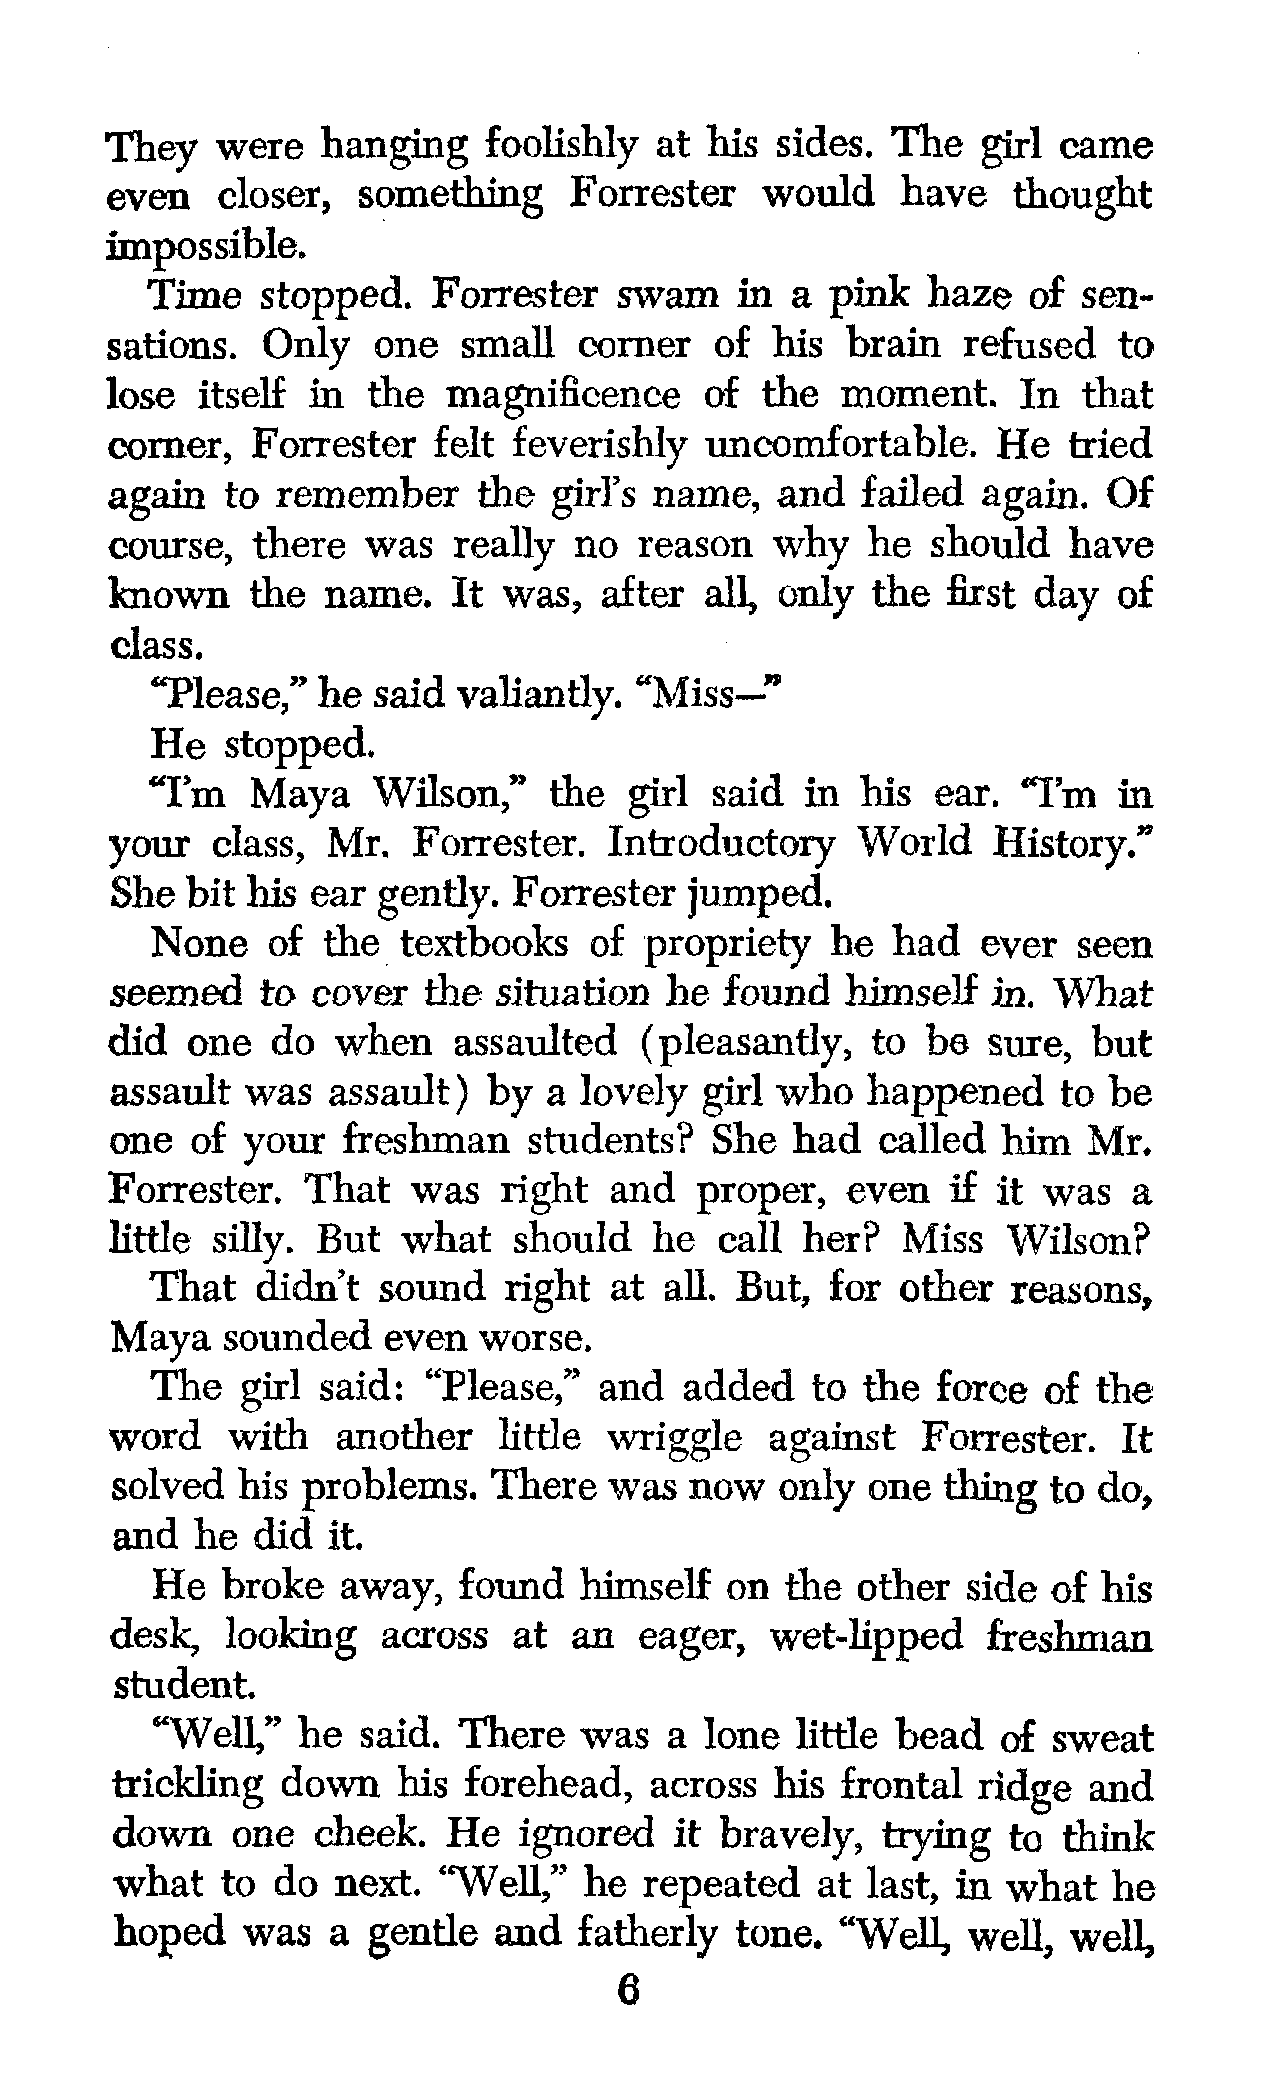 They were hanging foolishly at his sides. The girl came
even closer, something Forrester would have thought
impossible.
Time stopped. Forrester swam in a pink haze of sen-
sations. Only one small corner of his brain refused to
lose itself in the magnificence of the moment. In that
corner, Forrester felt feverishly uncomfortable. He tried
again to remember the girl's name, and failed again. Of
course, there was really no reason why he should have
known the name. It was, after all, only the first day of
class.
“Please,” he said valiantly. “Miss—”
He stopped.
“I'm Maya Wilson,” the girl said in his ear. “I'm in
your class, Mr. Forrester. Introductory World History.”
She bit his ear gently. Forrester jumped.
None of the textbooks of propriety he had ever seen
seemed to cover the situation he found himself in. What
did one do when assaulted (pleasantly, to be sure, but
assault was assault) by a lovely girl who happened to be
one of your freshman students? She had called him Mr.
Forrester. That was right and proper, even if it was a
little silly. But what should he call her? Miss Wilson?
That didn't sound right at all. But, for other reasons,
Maya sounded even worse.
The girl said: “Please,” and added to the force of the
word with another little wriggle against Forrester. It
solved his problems. There was now only one thing to do,
and he did it.
He broke away, found himself on the other side of his
desk, looking across at an eager, wet-lipped freshman
student.
“Well,” he said. There was a lone little bead of sweat
trickling down his forehead, across his frontal ridge and
down one cheek. He ignored it bravely, trying to think
what to do next. “Well,” he repeated at last, in what he
hoped was a gentle and fatherly tone. “Well, well, well,
6